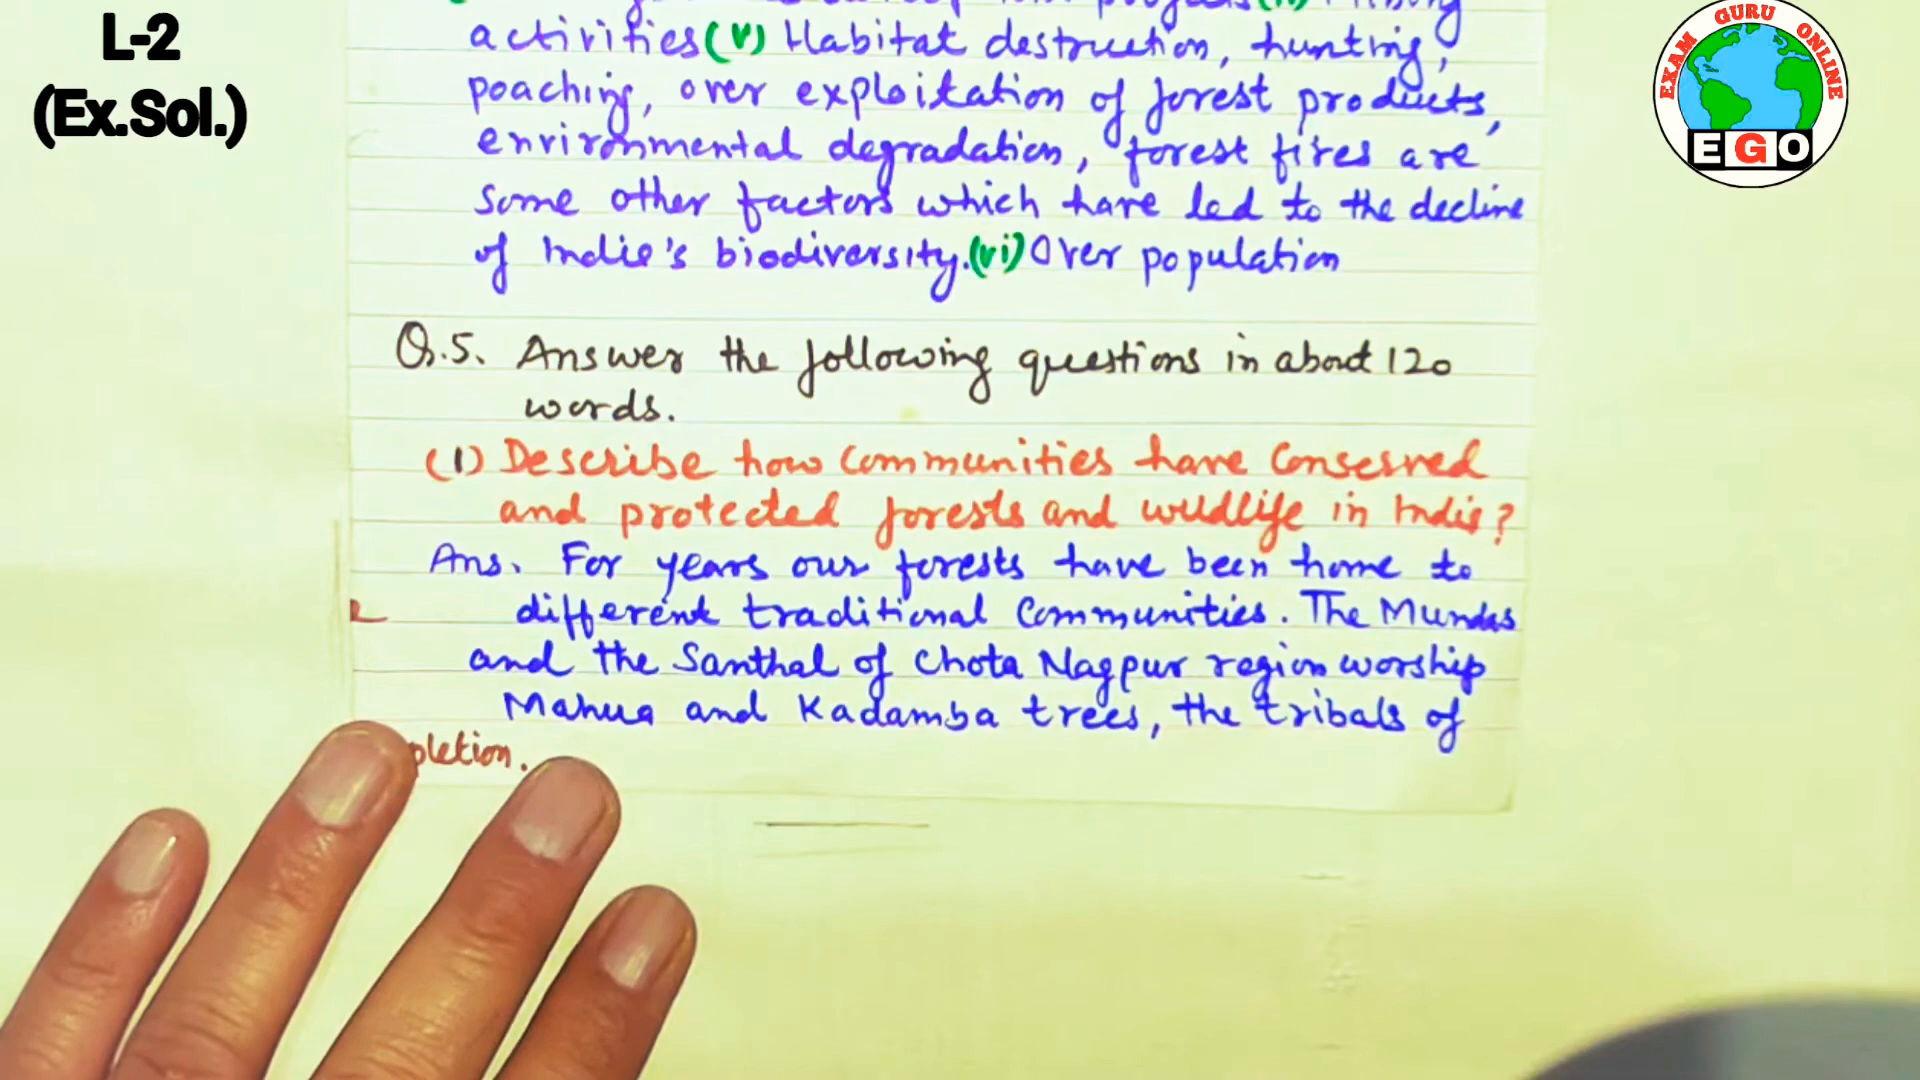 L-2
(Ex.Sol.)
EXAM GURU ONLINE
EGO
activities (v) Habitat destruction, hunting,
poaching, over exploitation of forest products,
environmental degradation, forest fires are
some other factors which have led to the decline
of India's biodiversity. (vi) Over population
Q.5. Answer the following questions in about 120
words.
(1) Describe how communities have conserved
and protected forests and wildlife in India?
Ans. For years our forests have been home to
different traditional communities. The Mundas
and the Santhal of Chota Nagpur region worship
Mahua and Kadamba trees, the tribals of
pletion.